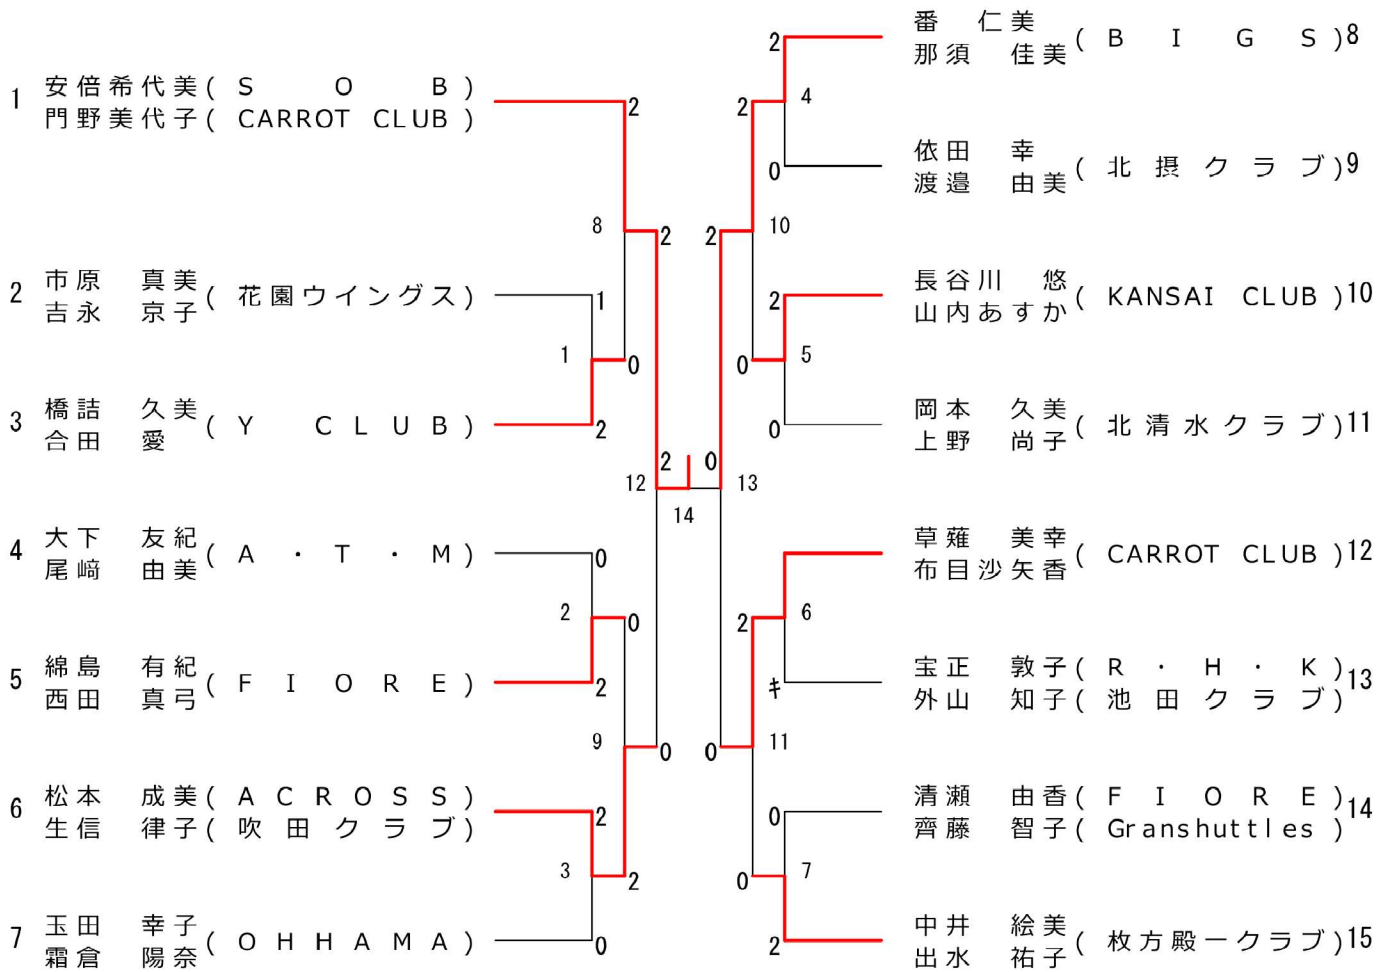 1 安倍希代美 ( S O B )
門野美代子 ( CARROT CLUB )
2 市原 真美
吉永 京子 ( 花園ウイングス )
3 橋詰 久美
合田 愛 ( Y CLUB )
4 大下 友紀
尾﨑 由美 ( A・T・M )
5 綿島 有紀
西田 真弓 ( FIORE )
6 松本 成美 ( ACROSS )
生信 律子 ( 吹田クラブ )
7 玉田 幸子
霜倉 陽奈 ( OHHAMA )
2
8
2
1
1
0
2
2
12
0
2
0
2
9
0
2
3
2
0
14
2
0
2
4
2
0
2
10
2
5
0
0
13
6
2
キ
11
0
0
7
0
2
番 仁美
那須 佳美 ( BIGS ) 8
依田 幸
渡邉 由美 ( 北摂クラブ ) 9
長谷川 悠
山内あすか ( KANSAI CLUB ) 10
岡本 久美
上野 尚子 ( 北清水クラブ ) 11
草薙 美幸
布目沙矢香 ( CARROT CLUB ) 12
宝正 敦子 ( R・H・K ) 13
外山 知子 ( 池田クラブ )
清瀬 由香 ( FIORE ) 14
齊藤 智子 ( Granshuttles )
中井 絵美
出水 祐子 ( 枚方殿一クラブ ) 15